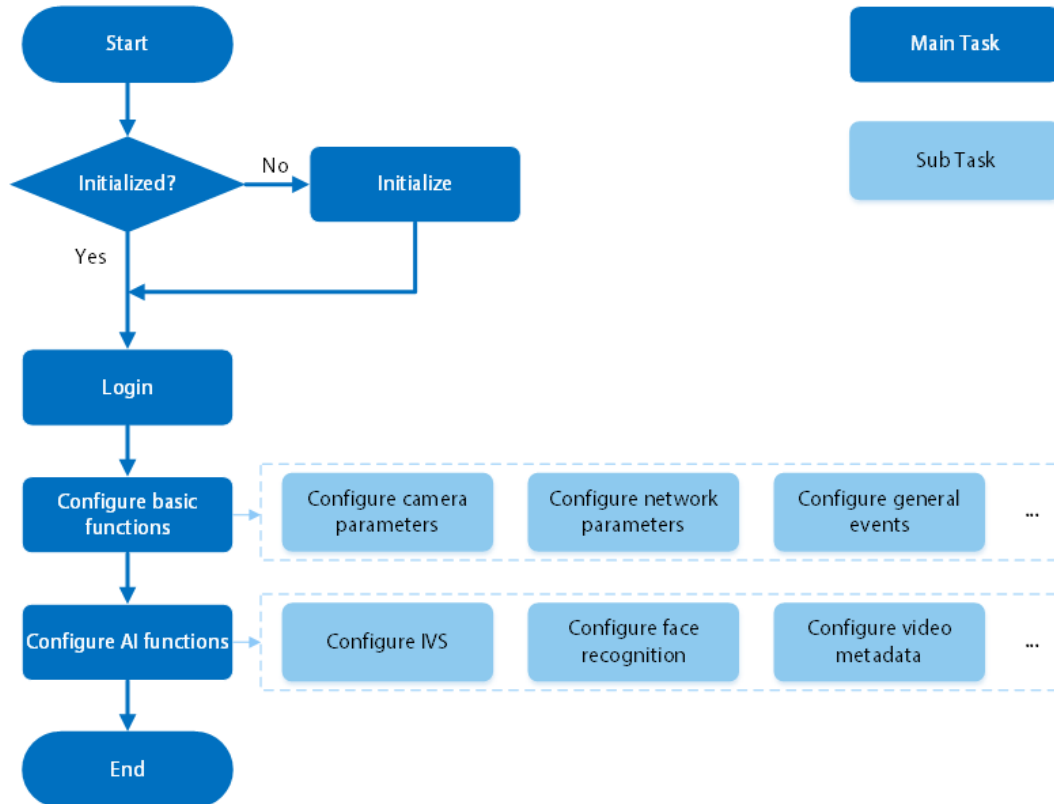 Start
Main Task
Sub Task
Initialized?
No
Initialize
Yes
Login
Configure basic
functions
Configure camera
parameters
Configure network
parameters
Configure general
events
...
Configure AI functions
Configure IVS
Configure face
recognition
Configure video
metadata
...
End